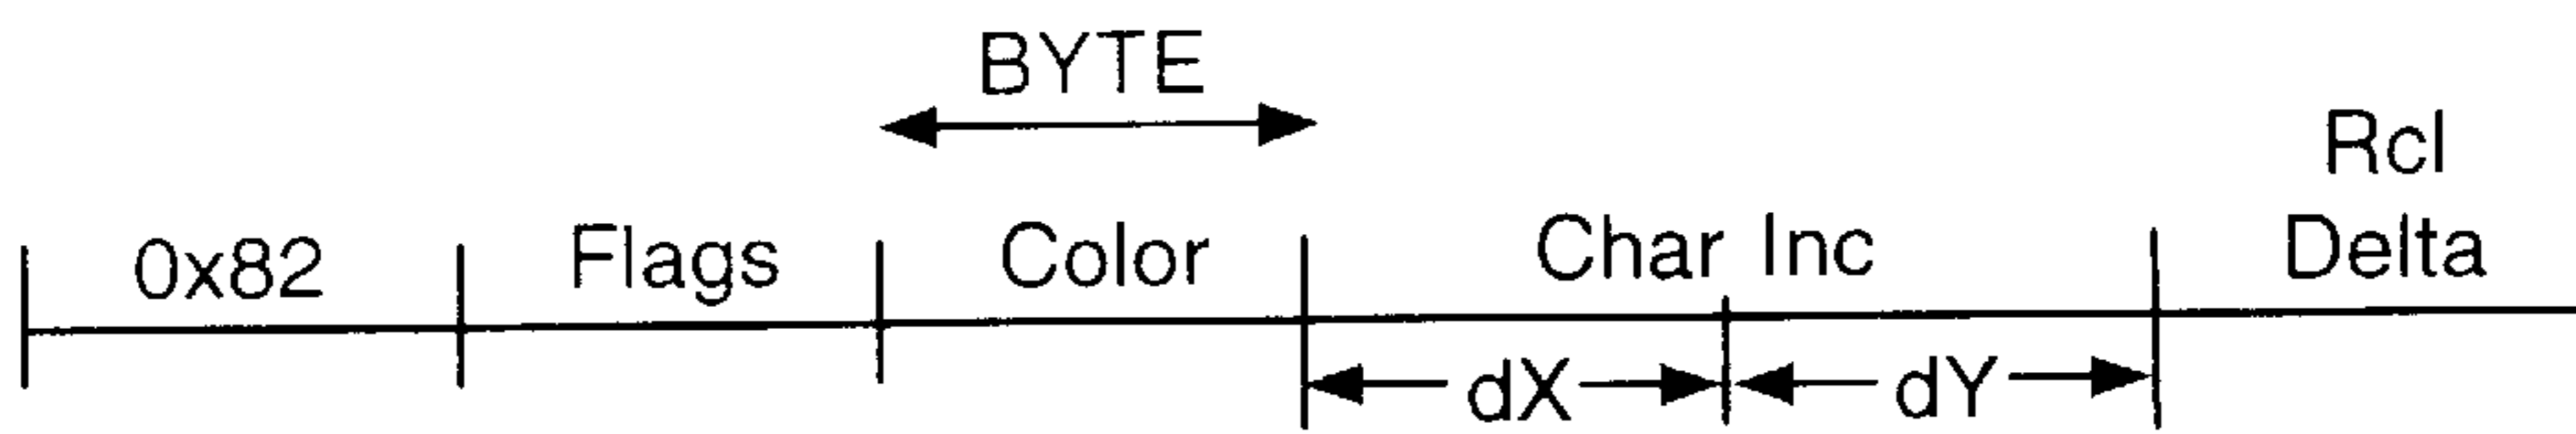 BYTE
0x82 Flags Color Char Inc Rcl Delta
dX dY